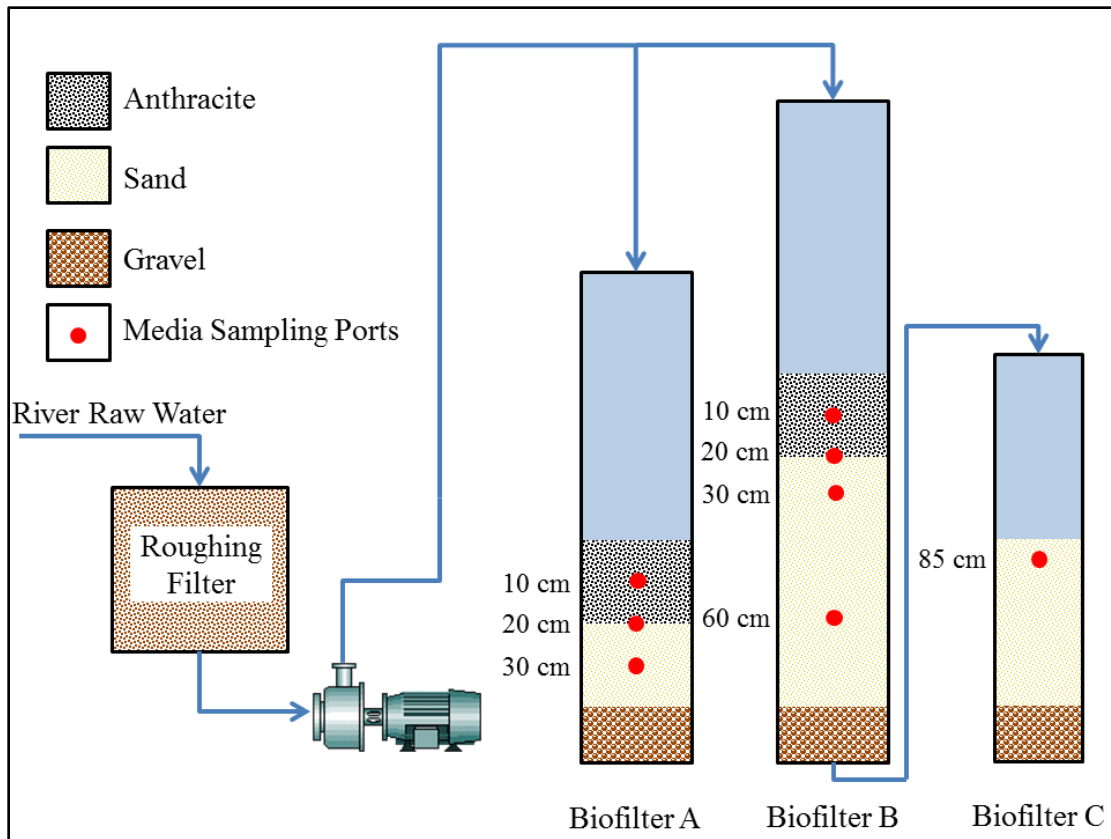 Anthracite
Sand
Gravel
Media Sampling Ports
River Raw Water
Roughing
Filter
10 cm
20 cm
30 cm
10 cm
20 cm
30 cm
60 cm
85 cm
Biofilter A
Biofilter B
Biofilter C